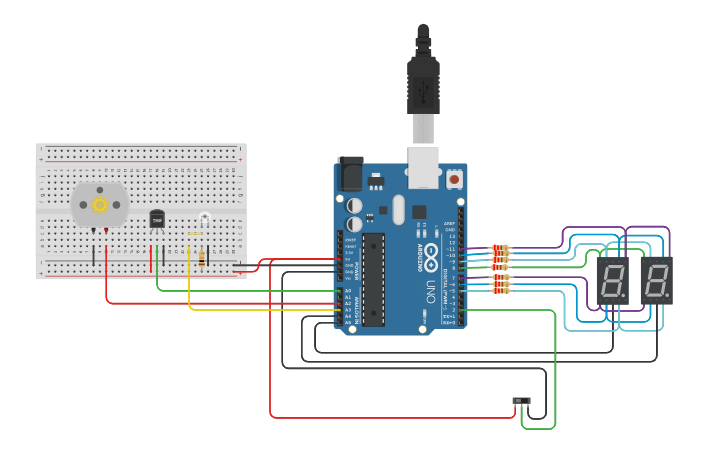 TMP
AREF
GND
13
12
~11
~10
~9
8
7
~6
~5
4
~3
2
TX→1
RX←0
IOREF
RESET
3.3V
5V
GND
GND
Vin
A0
A1
A2
A3
A4
A5
POWER
ANALOG IN
DIGITAL (PWM~)
ARDUINO
UNO